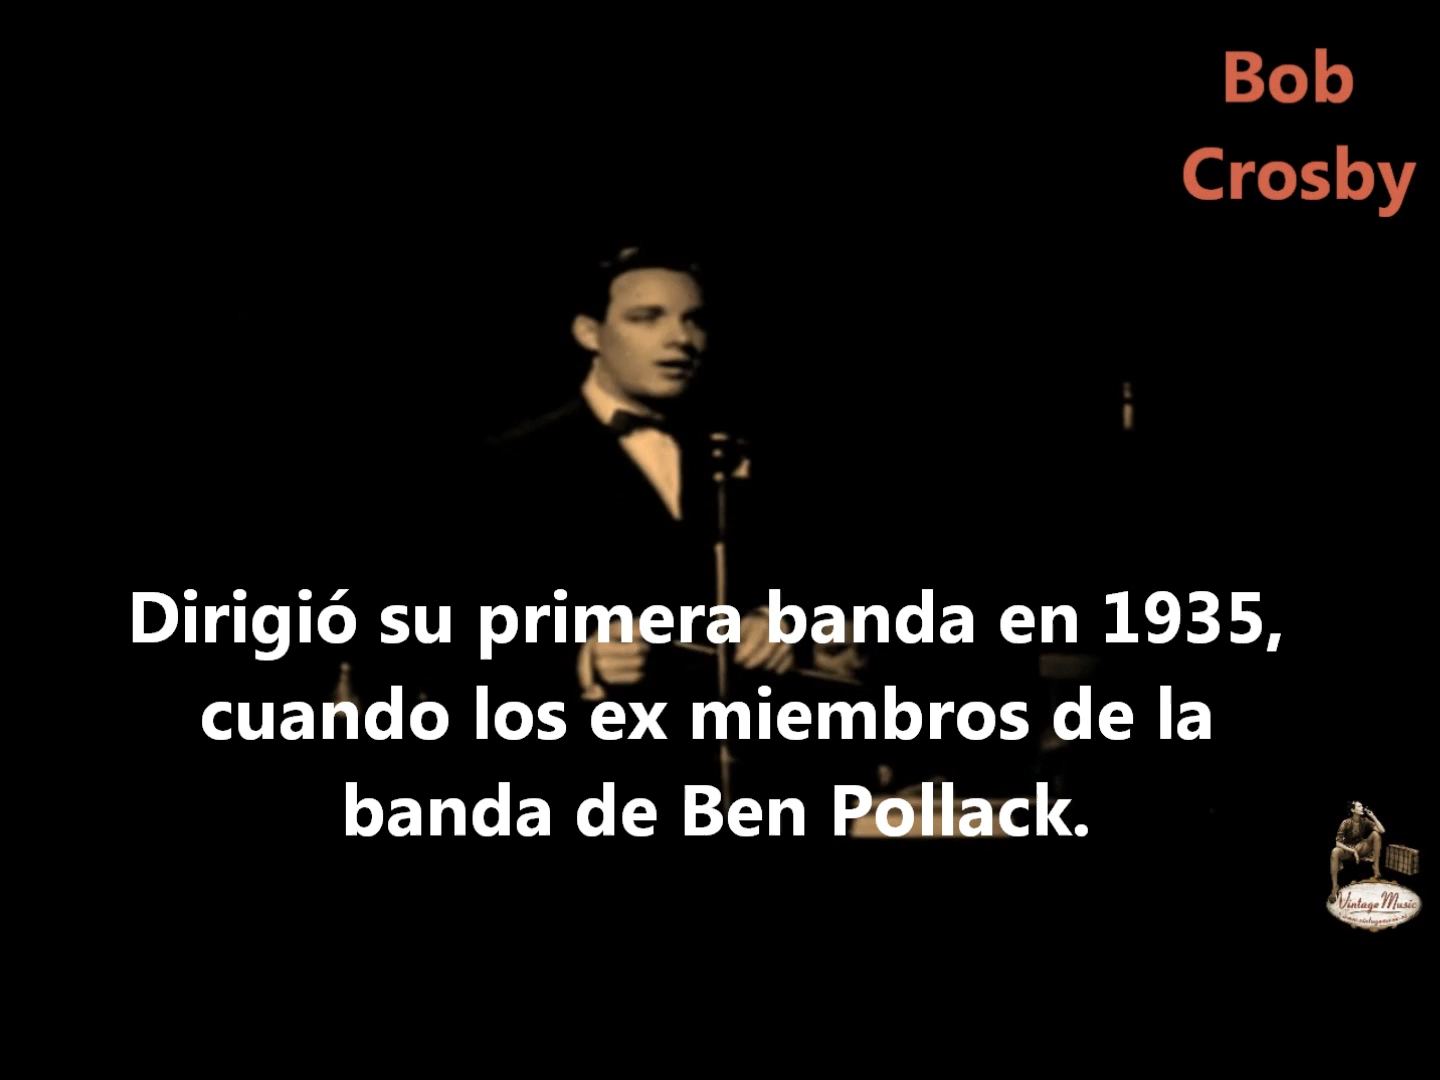 Bob
Crosby
Dirigió su primera banda en 1935,
cuando los ex miembros de la
banda de Ben Pollack.
Vintage Music